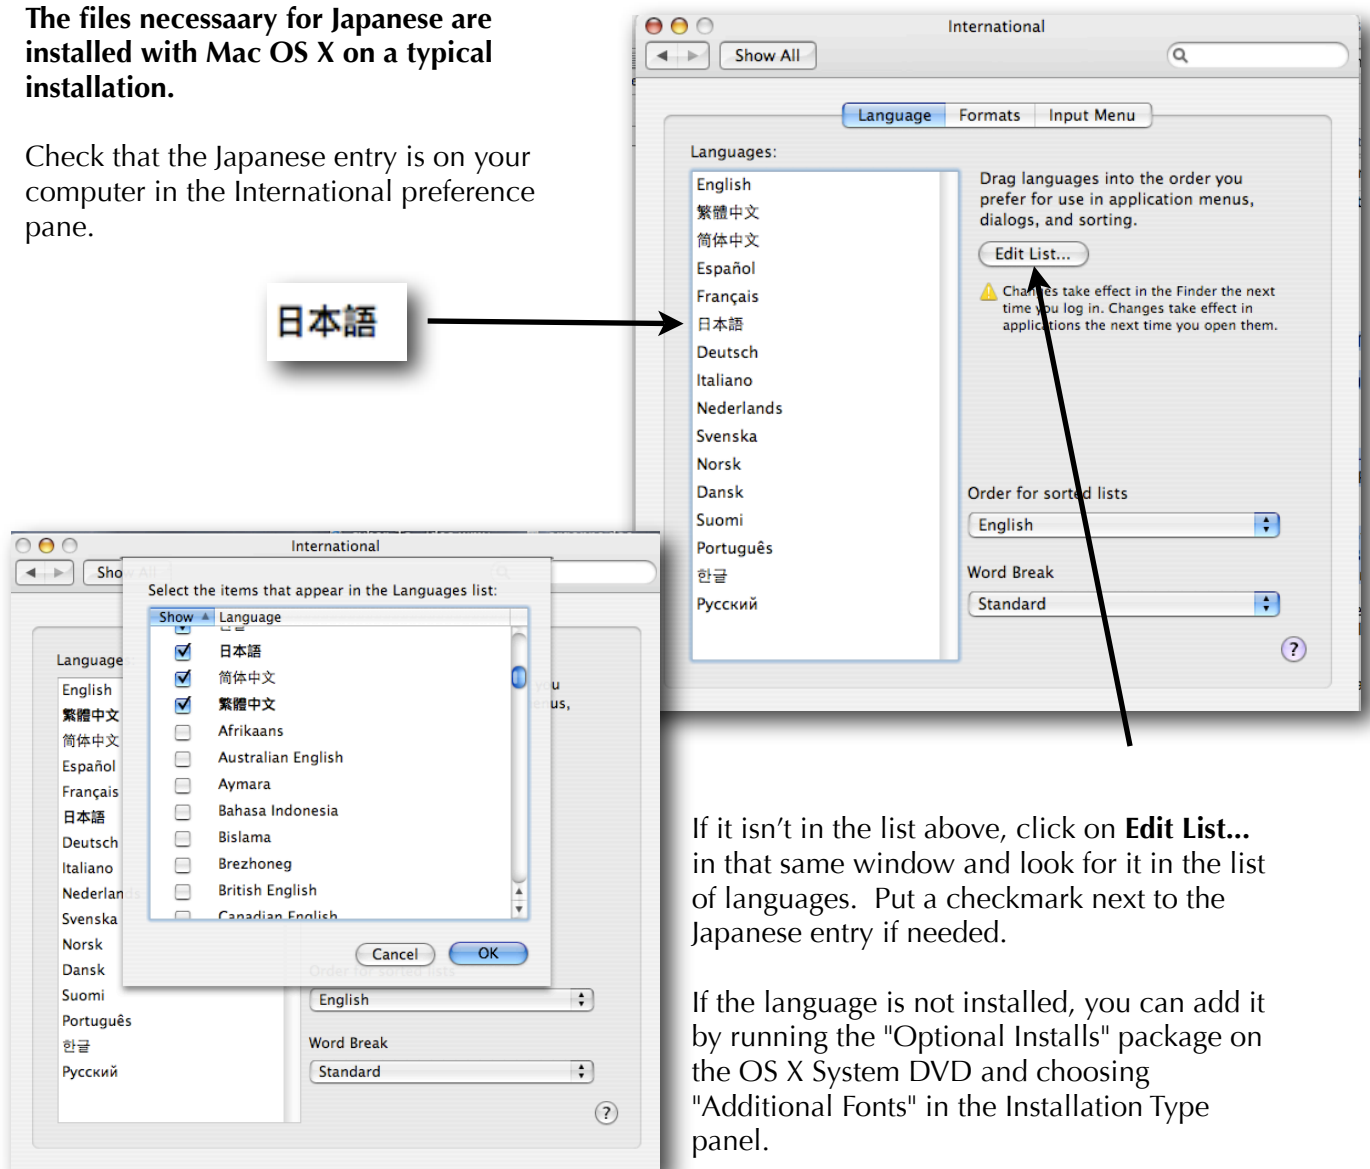 The files necessaary for Japanese are
installed with Mac OS X on a typical
installation.
Check that the Japanese entry is on your
computer in the International preference
pane.
日本語
International
Show All
Language Formats Input Menu
Languages:
English
繁體中文
简体中文
Español
Français
日本語
Deutsch
Italiano
Nederlands
Svenska
Norsk
Dansk
Suomi
Português
한글
Русский
Drag languages into the order you
prefer for use in application menus,
dialogs, and sorting.
Edit List...
Changes take effect in the Finder the next
time you log in. Changes take effect in
applications the next time you open them.
Order for sorted lists
English
Word Break
Standard
?
International
Show All
Select the items that appear in the Languages list:
Show Language
한글
日本語
简体中文
繁體中文
Afrikaans
Australian English
Aymara
Bahasa Indonesia
Bislama
Brezhoneg
British English
Canadian English
Cancel OK
Languages:
English
繁體中文
简体中文
Español
Français
日本語
Deutsch
Italiano
Nederlands
Svenska
Norsk
Dansk
Suomi
Português
한글
Русский
you
menus,
Order for sorted lists
English
Word Break
Standard
?
If it isn’t in the list above, click on Edit List...
in that same window and look for it in the list
of languages. Put a checkmark next to the
Japanese entry if needed.
If the language is not installed, you can add it
by running the "Optional Installs" package on
the OS X System DVD and choosing
"Additional Fonts" in the Installation Type
panel.